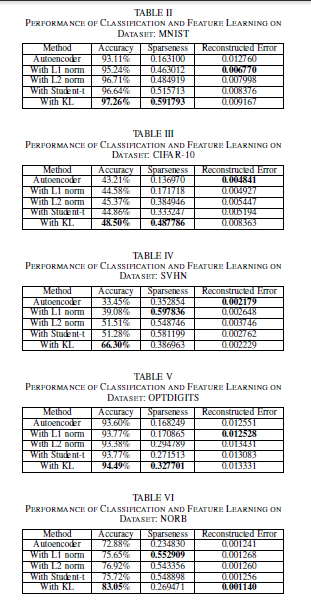 TABLE II
PERFORMANCE OF CLASSIFICATION AND FEATURE LEARNING ON
DATASET: MNIST
Method Accuracy Sparseness Reconstructed Error
Autoencoder 93.11% 0.163100 0.012760
With L1 norm 95.24% 0.463012 0.006770
With L2 norm 96.71% 0.484919 0.007998
With Student-t 96.64% 0.515713 0.008376
With KL 97.26% 0.591793 0.009167
TABLE III
PERFORMANCE OF CLASSIFICATION AND FEATURE LEARNING ON
DATASET: CIFAR-10
Method Accuracy Sparseness Reconstructed Error
Autoencoder 43.21% 0.136970 0.004841
With L1 norm 44.58% 0.171718 0.004927
With L2 norm 45.37% 0.384946 0.005447
With Student-t 44.86% 0.333247 0.005194
With KL 48.50% 0.487786 0.008363
TABLE IV
PERFORMANCE OF CLASSIFICATION AND FEATURE LEARNING ON
DATASET: SVHN
Method Accuracy Sparseness Reconstructed Error
Autoencoder 33.45% 0.352854 0.002179
With L1 norm 39.08% 0.597836 0.002648
With L2 norm 51.51% 0.548746 0.003746
With Student-t 51.28% 0.581199 0.002762
With KL 66.30% 0.386963 0.002229
TABLE V
PERFORMANCE OF CLASSIFICATION AND FEATURE LEARNING ON
DATASET: OPTDIGITS
Method Accuracy Sparseness Reconstructed Error
Autoencoder 93.60% 0.168249 0.012551
With L1 norm 93.77% 0.170865 0.012528
With L2 norm 93.38% 0.294789 0.013431
With Student-t 93.77% 0.271513 0.013083
With KL 94.49% 0.327701 0.013331
TABLE VI
PERFORMANCE OF CLASSIFICATION AND FEATURE LEARNING ON
DATASET: NORB
Method Accuracy Sparseness Reconstructed Error
Autoencoder 72.88% 0.234830 0.001241
With L1 norm 75.65% 0.552909 0.001268
With L2 norm 76.92% 0.543356 0.001260
With Student-t 75.72% 0.548898 0.001256
With KL 83.05% 0.269471 0.001140